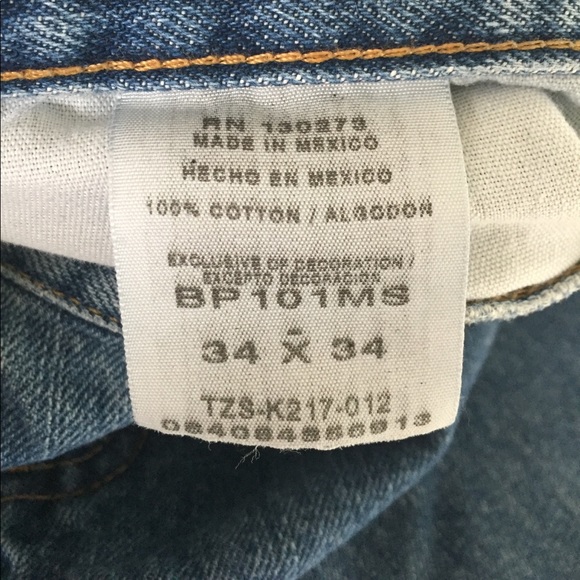 RN 130273
MADE IN MEXICO
HECHO EN MEXICO
100% COTTON / ALGODON
EXCLUSIVE OF DECORATION /
EXCEPTO DECORACION
BP101MS
34 X 34
TZS-K217-012